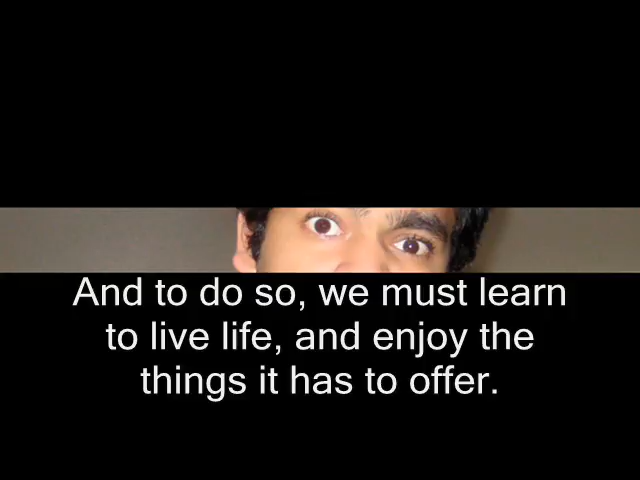 And to do so, we must learn
to live life, and enjoy the
things it has to offer.